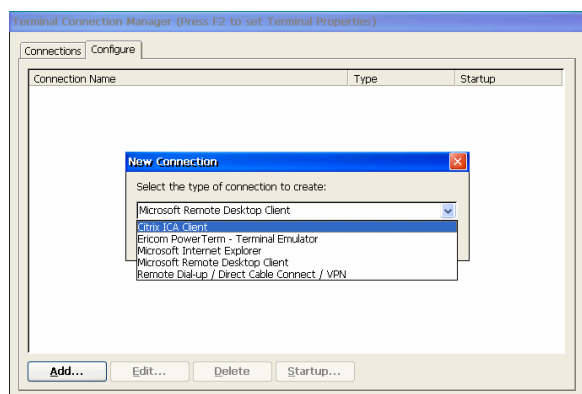 Terminal Connection Manager (Press F2 to set Terminal Properties)
Connections Configure
Connection Name Type Startup
New Connection
Select the type of connection to create:
Microsoft Remote Desktop Client
Citrix ICA Client
Ericom PowerTerm - Terminal Emulator
Microsoft Internet Explorer
Microsoft Remote Desktop Client
Remote Dial-up / Direct Cable Connect / VPN
Add... Edit... Delete Startup...